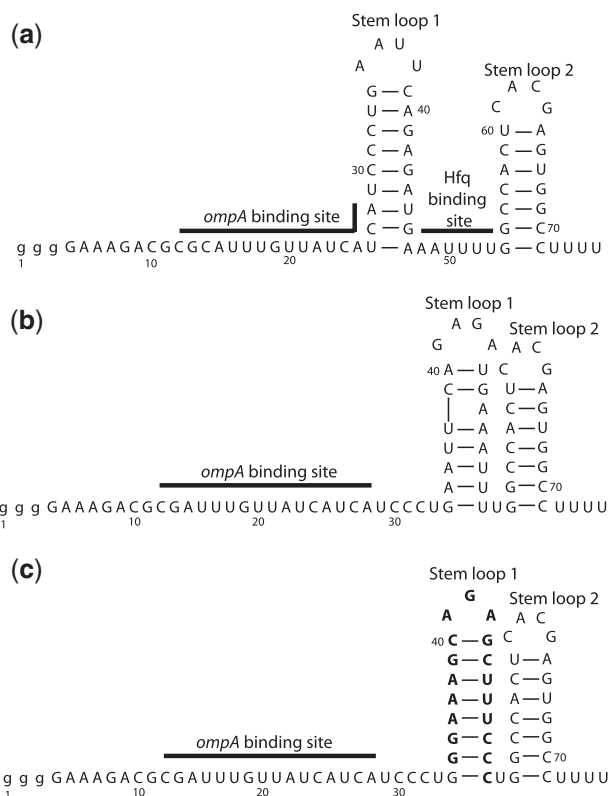 (a)
Stem loop 1
A U
A U
Stem loop 2
G — C
A C
U — A 40
C G
C — G
60 U — A
C — A
C — G
30 C — G
Hfq
binding
site
A — U
U — A
C — G
ompA binding site
A — U
C — G
C — G
G — C 70
g g g G A A A G A C G C G C A U U U G U U A U C A U — A A A U U U U G — C U U U U
1 10 20 50
(b)
Stem loop 1
A G
Stem loop 2
G A A C
40 A — U C G
C — G U — A
A C — G
U — A A — U
U — A C — G
ompA binding site
A — U C — G
A — U G — C 70
g g g G A A A G A C G C G A U U U G U U A U C A U C A U C C C U G — U U G — C U U U U
1 10 20 30
(c)
Stem loop 1
G
Stem loop 2
A A A C
40 C — G C G
G — C U — A
A — U C — G
A — U A — U
A — U C — G
ompA binding site
G — C C — G
G — C G — C 70
g g g G A A A G A C G C G A U U U G U U A U C A U C A U C C C U G — C U G — C U U U U
1 10 20 30